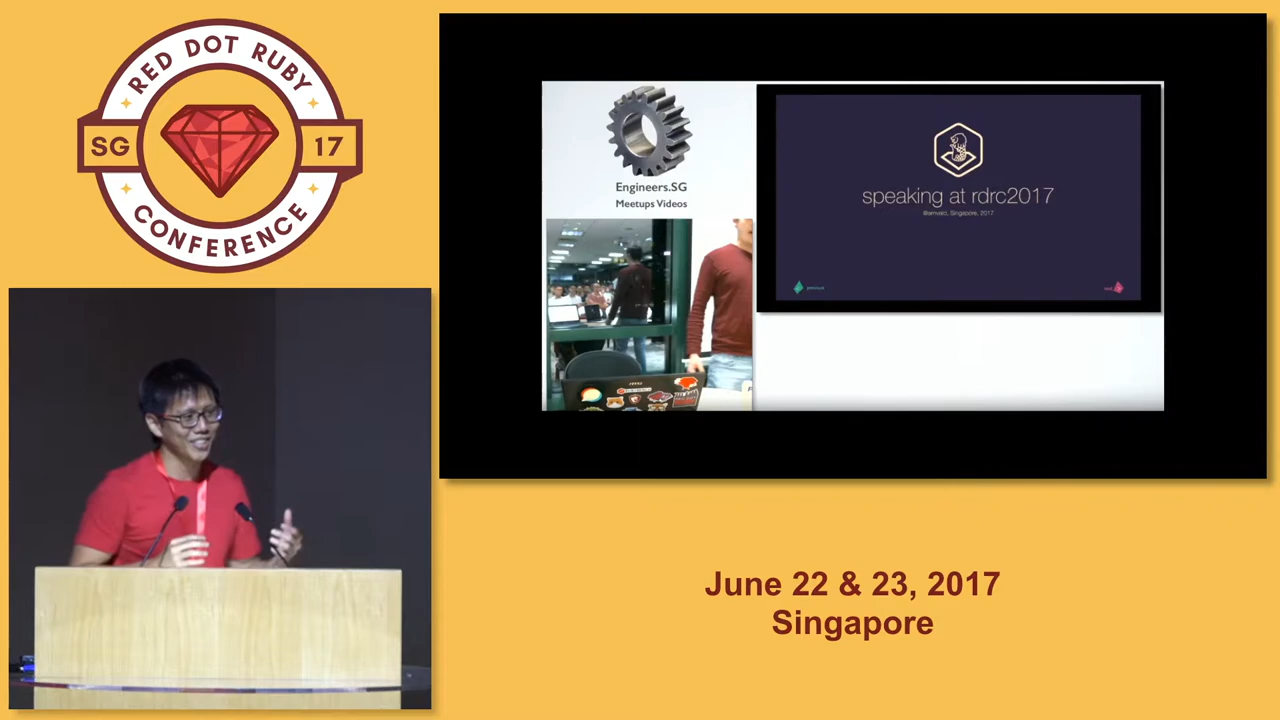 RED DOT RUBY
SG
17
CONFERENCE
Engineers.SG
Meetups Videos
speaking at rdrc2017
June 22 & 23, 2017
Singapore